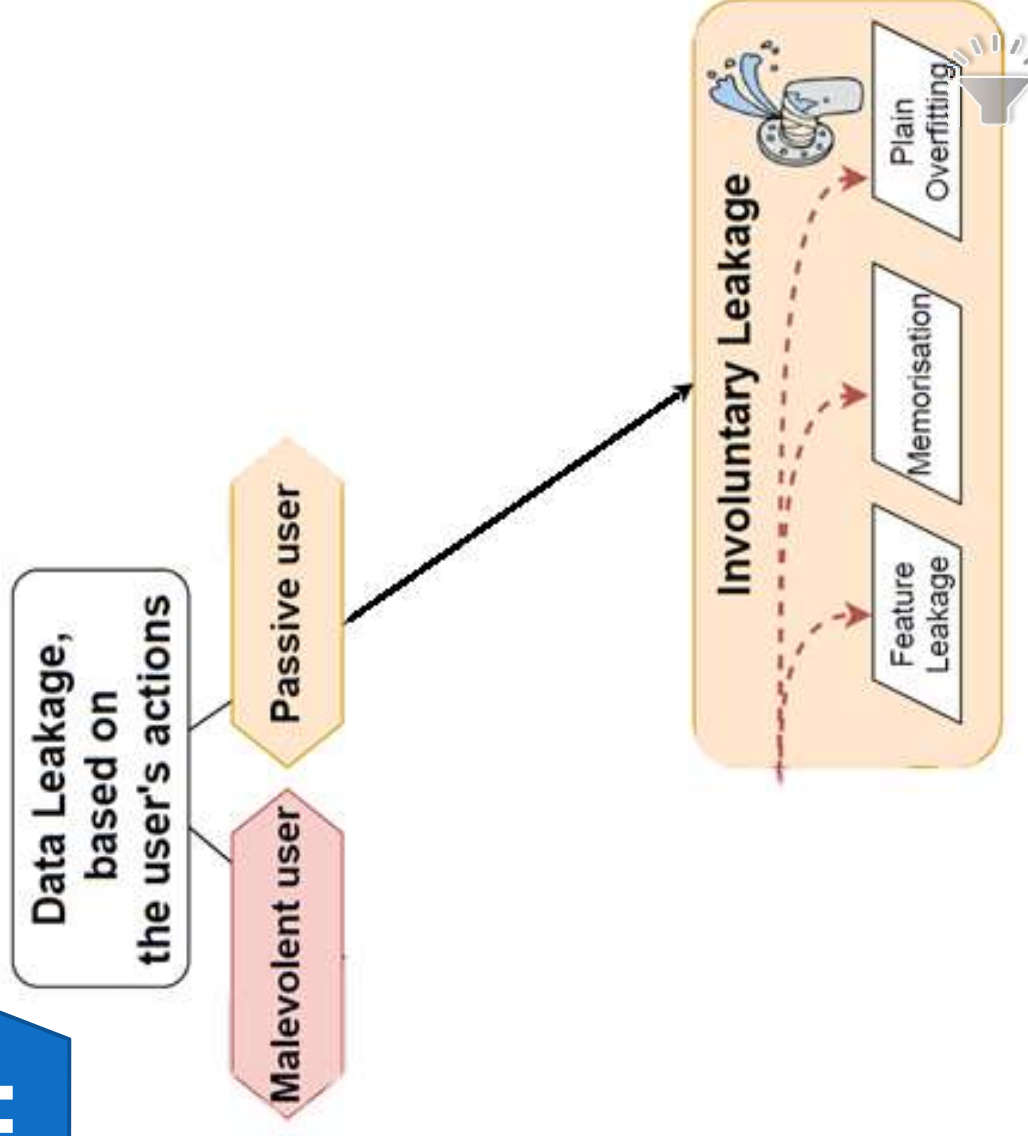 Data Leakage,
based on
the user's actions
Malevolent user
Passive user
Involuntary Leakage
Feature
Leakage
Memorisation
Plain
Overfitting